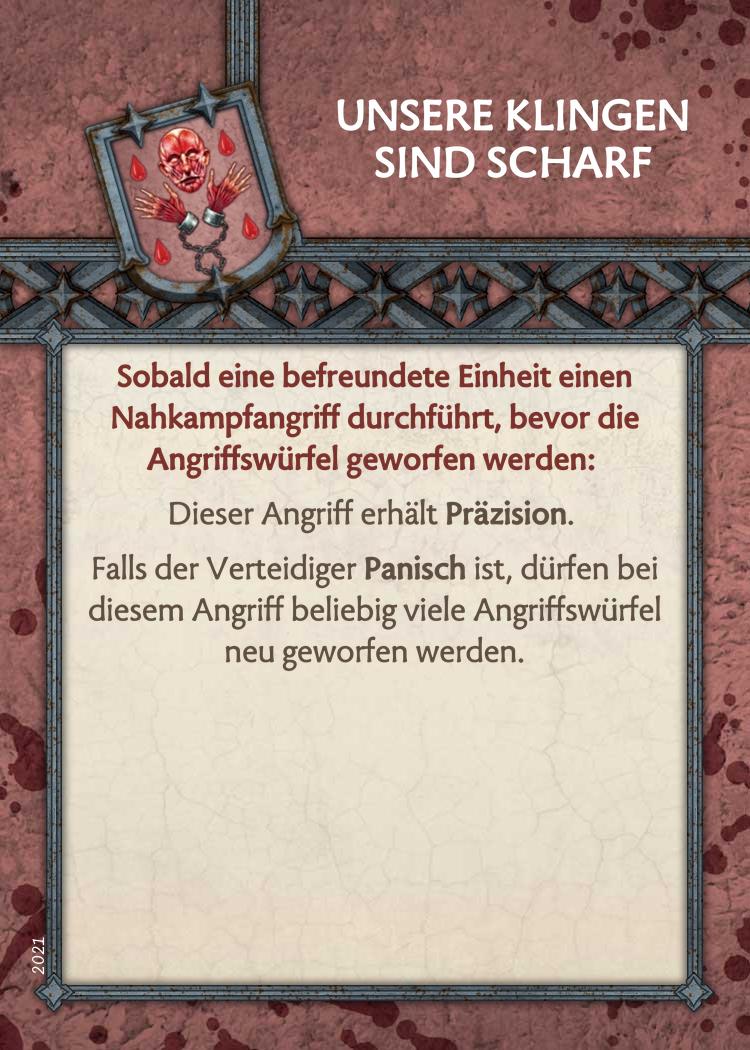 UNSERE KLINGEN
SIND SCHARF
Sobald eine befreundete Einheit einen
Nahkampfangriff durchführt, bevor die
Angriffswürfel geworfen werden:
Dieser Angriff erhält Präzision.
Falls der Verteidiger Panisch ist, dürfen bei
diesem Angriff beliebig viele Angriffswürfel
neu geworfen werden.
2021